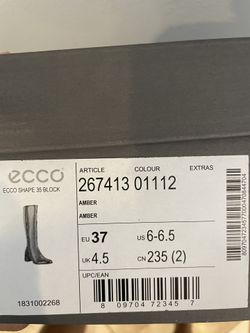 ecco
ECCO SHAPE 35 BLOCK
ARTICLE COLOUR EXTRAS
267413 01112
AMBER
AMBER
EU 37 US 6-6.5
UK 4.5 CN 235 (2)
UPC/EAN
1831002268
8 09704 72345 7